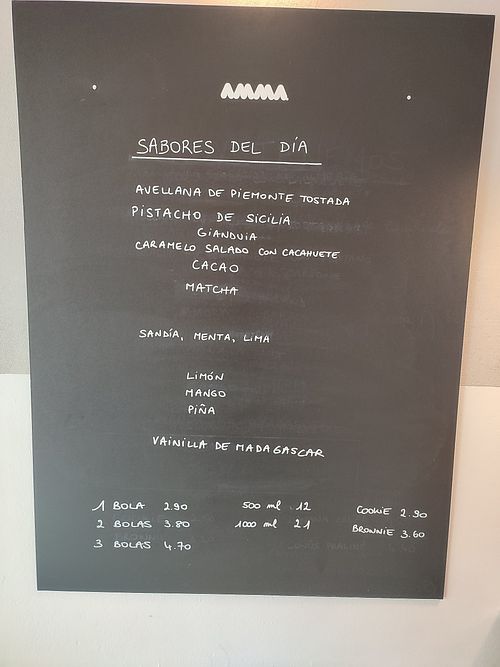 AMMA
SABORES DEL DÍA
AVELLANA DE PIEMONTE TOSTADA
PISTACHO DE SICILIA
GIANDUIA
CARAMELO SALADO CON CACAHUETE
CACAO
MATCHA
SANDÍA, MENTA, LIMA
LIMÓN
MANGO
PIÑA
VAINILLA DE MADAGASCAR
1 BOLA 2.90 500 ml 12 COOKIE 2.90
2 BOLAS 3.80 1000 ml 21 BROWNIE 3.60
3 BOLAS 4.70